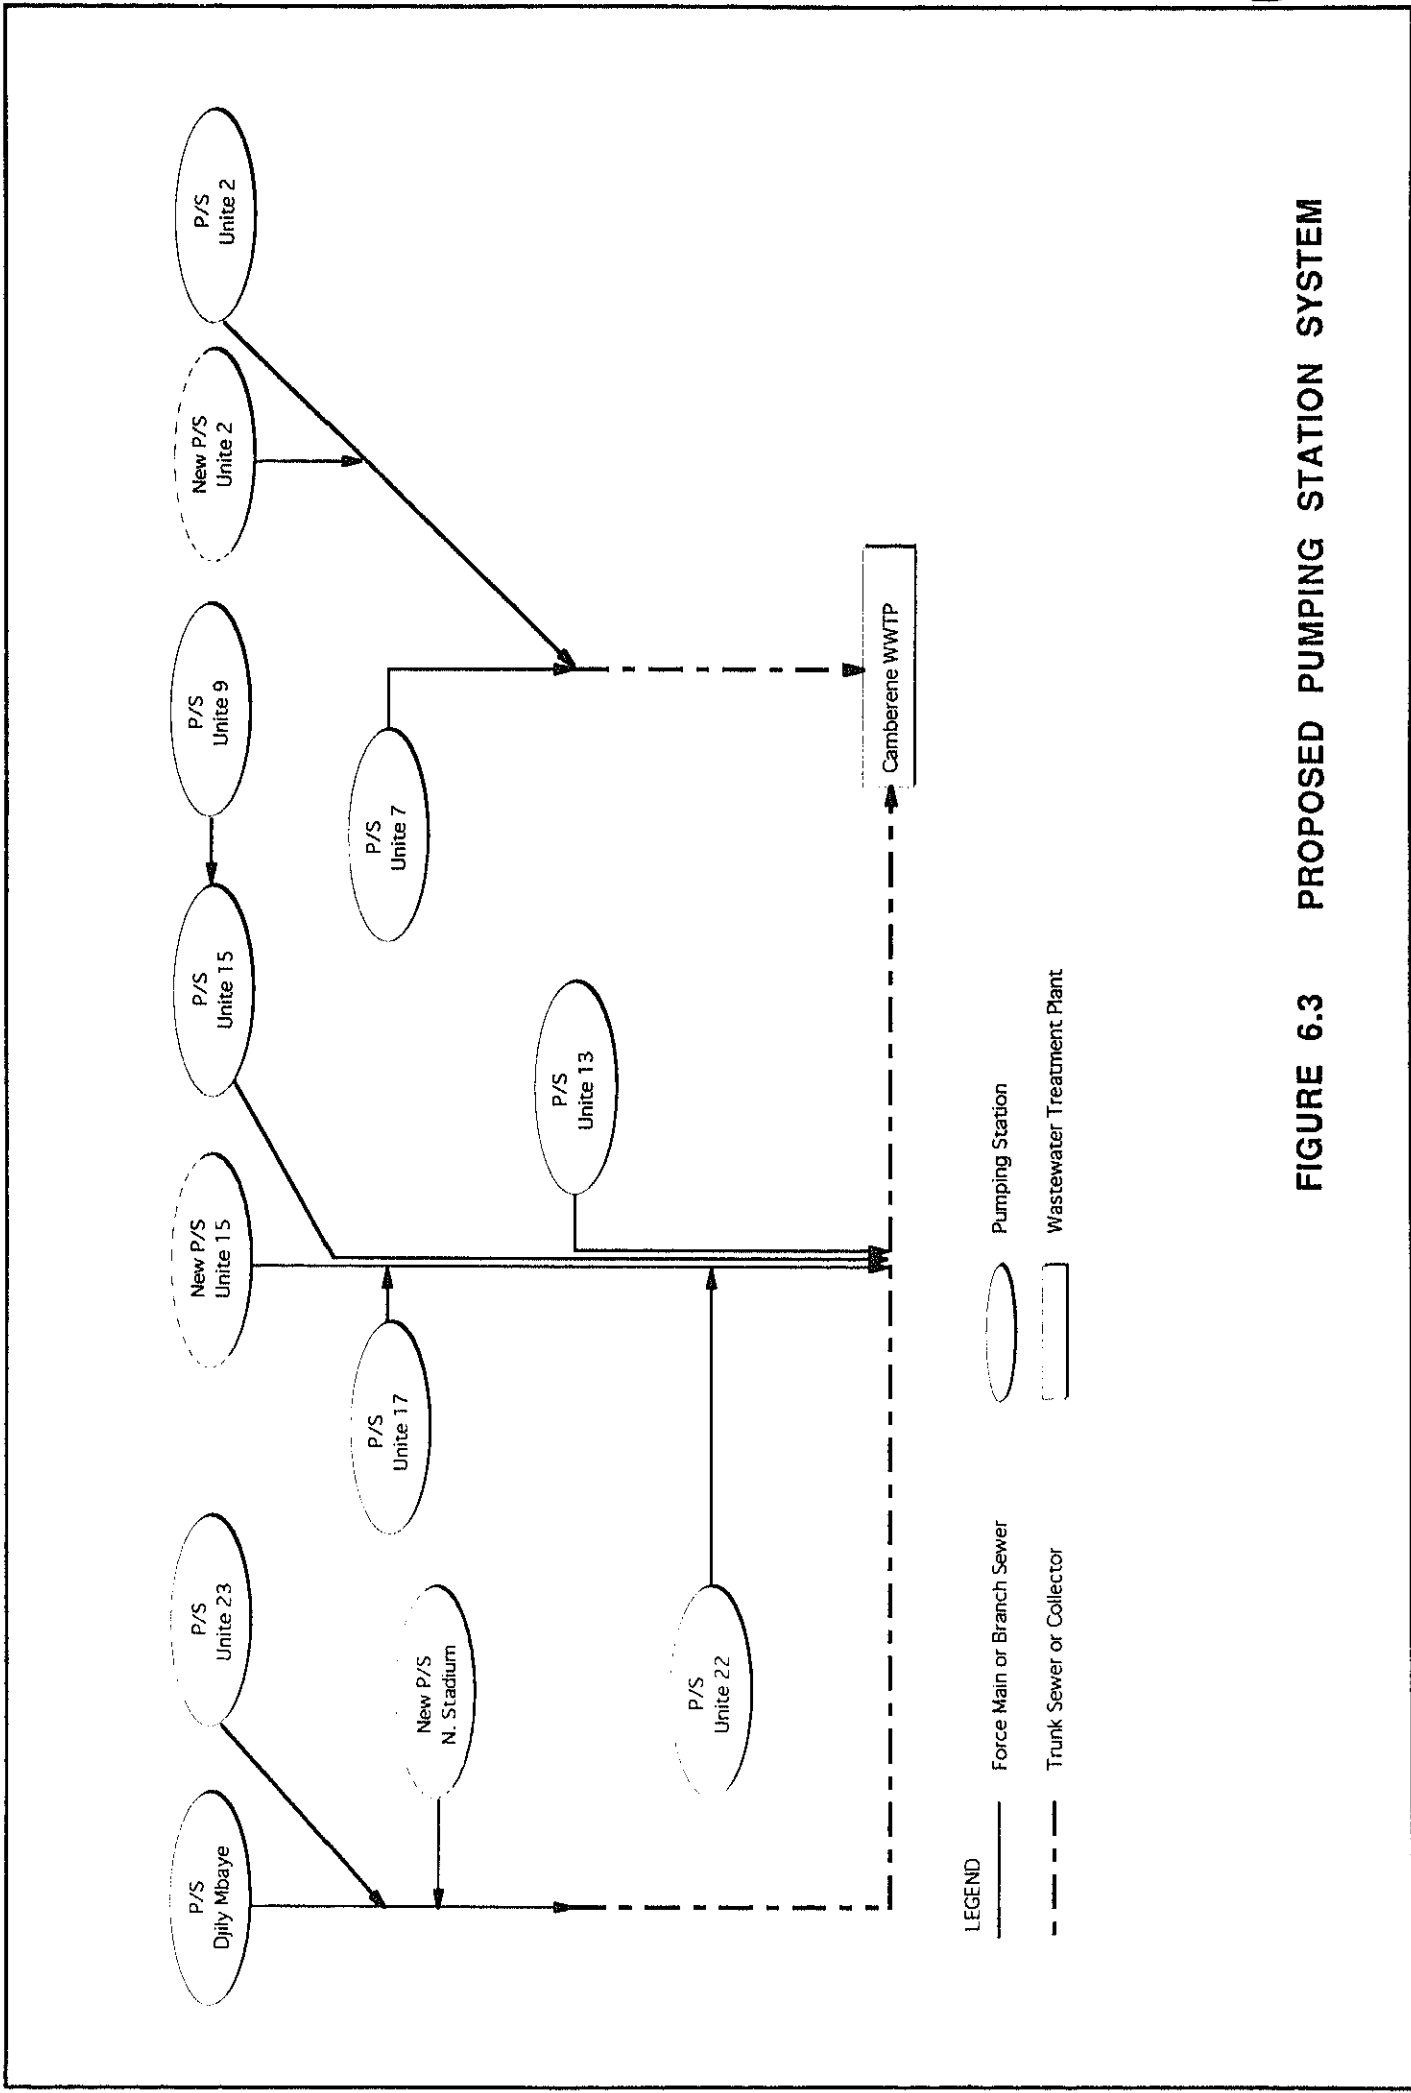 P/S
Djily Mbaye
P/S
Unite 23
New P/S
Unite 15
P/S
Unite 15
P/S
Unite 9
New P/S
Unite 2
P/S
Unite 2
P/S
Unite 17
P/S
Unite 7
New P/S
N. Stadium
P/S
Unite 13
P/S
Unite 22
Camberene WWTP
LEGEND
Force Main or Branch Sewer
Pumping Station
Trunk Sewer or Collector
Wastewater Treatment Plant
FIGURE 6.3 PROPOSED PUMPING STATION SYSTEM